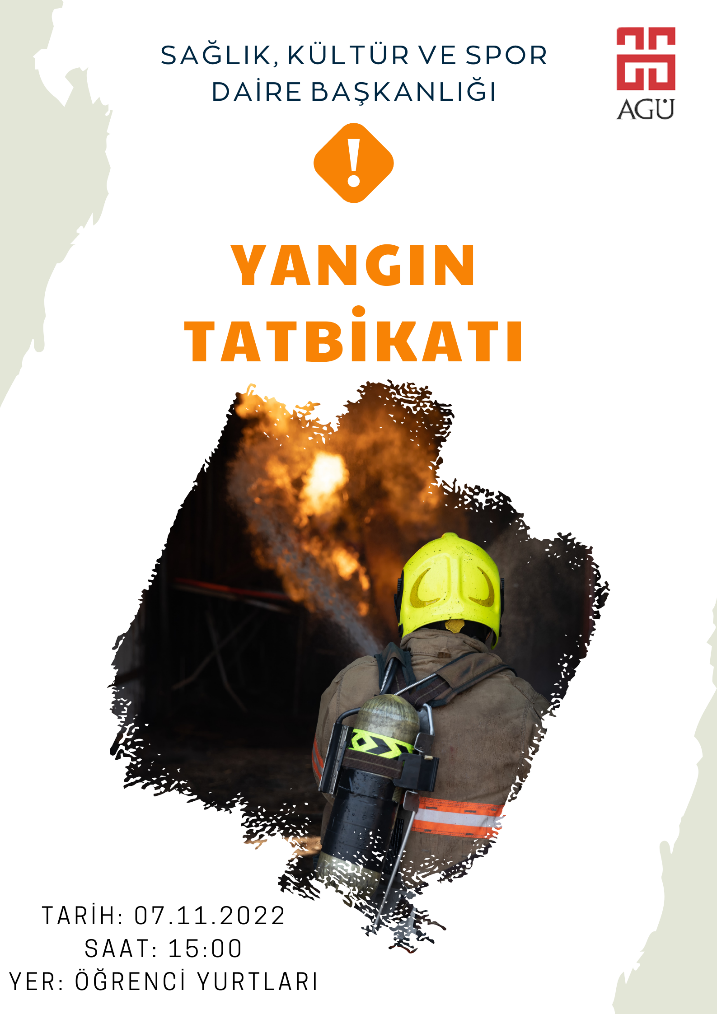 SAĞLIK, KÜLTÜR VE SPOR
DAİRE BAŞKANLIĞI
AGÜ
!
YANGIN
TATBİKATI
TARİH: 07.11.2022
SAAT: 15:00
YER: ÖĞRENCİ YURTLARI